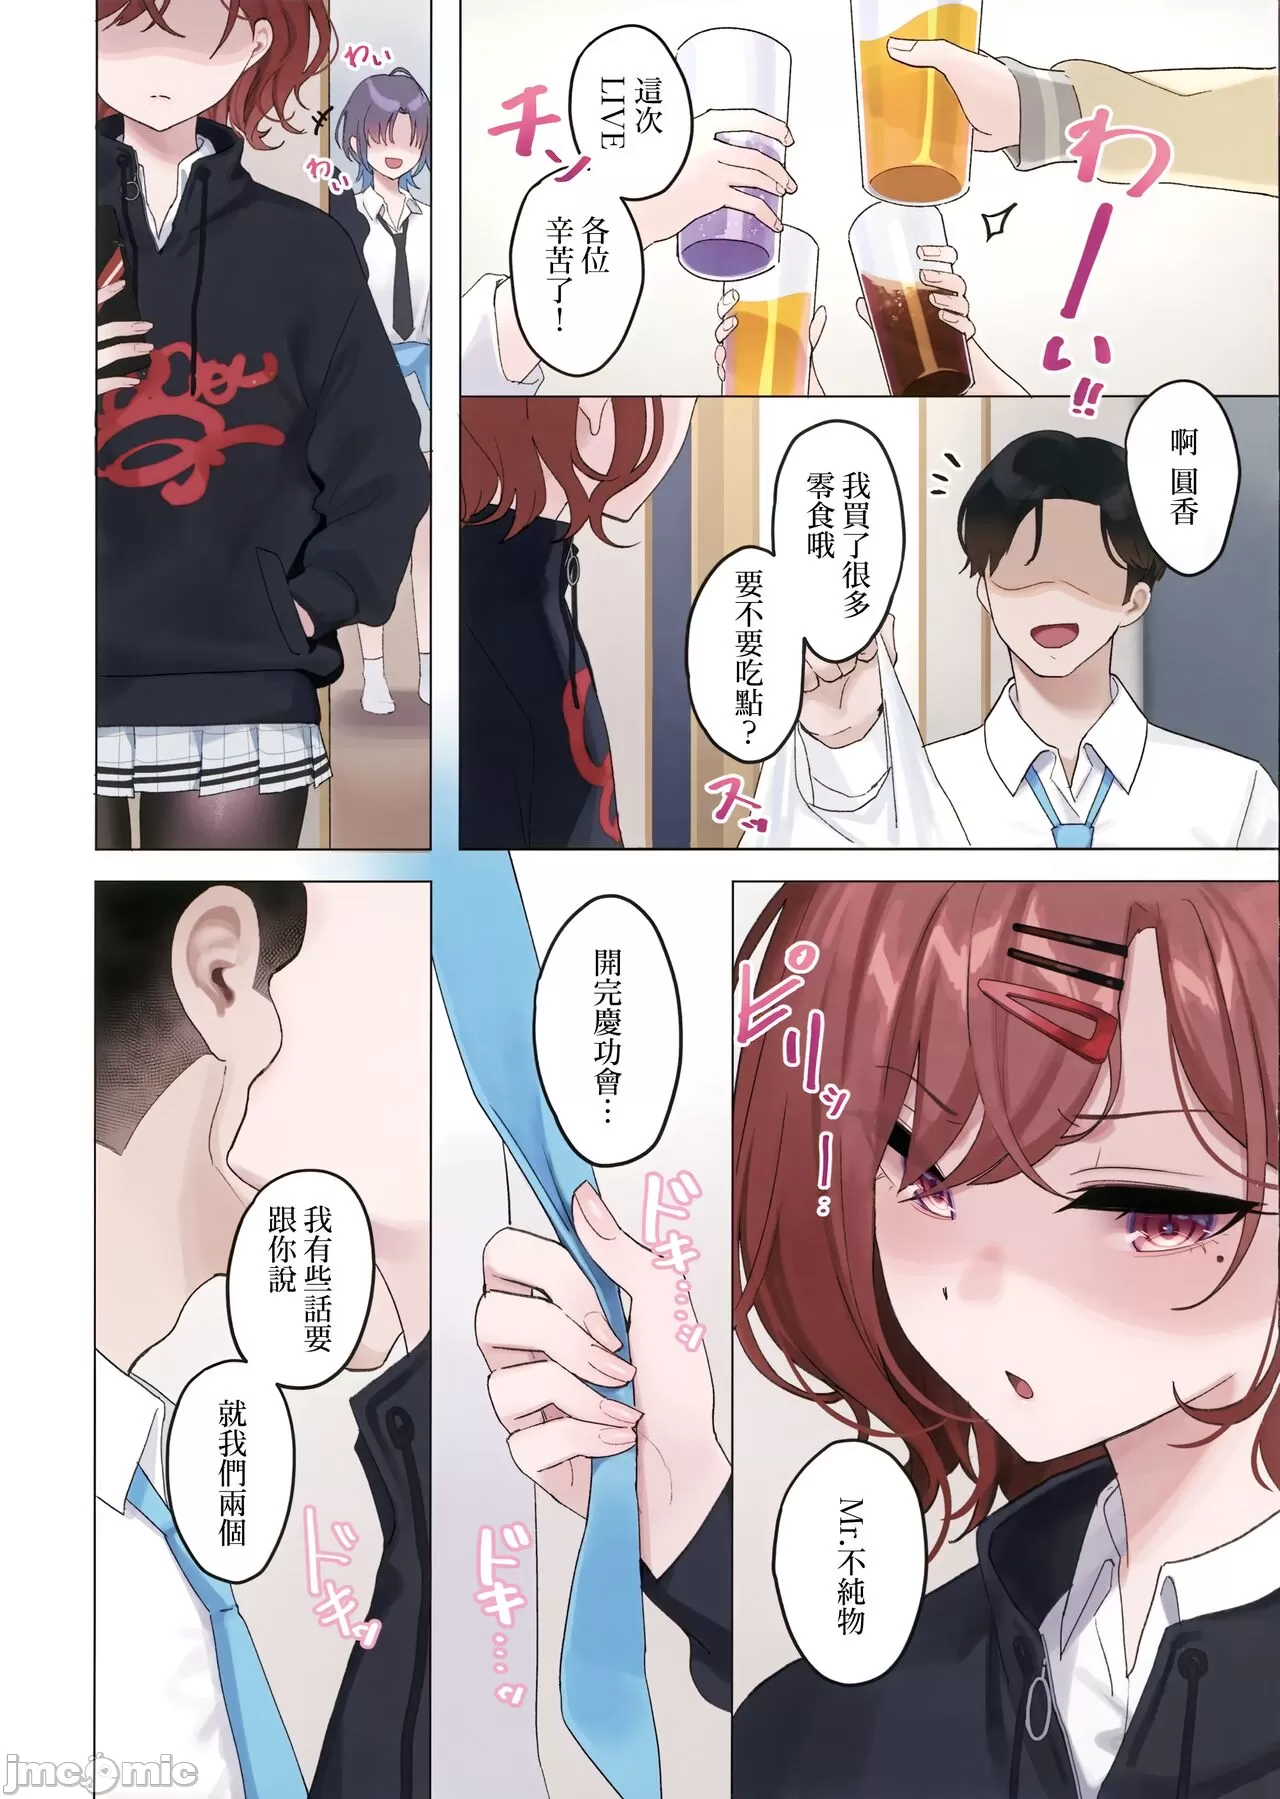 わーい!!
チン
這次
LIVE
各位
辛苦了!
わい
わい
啊 圓香
我買了很多
零食哦
要不要吃點?
スッ
ピリッ…
Mr.不純物
開完慶功會…
ドキ…ッ
ドキ…ッ
我有些話要
跟你說
就我們兩個
ドキッ
jmcomic